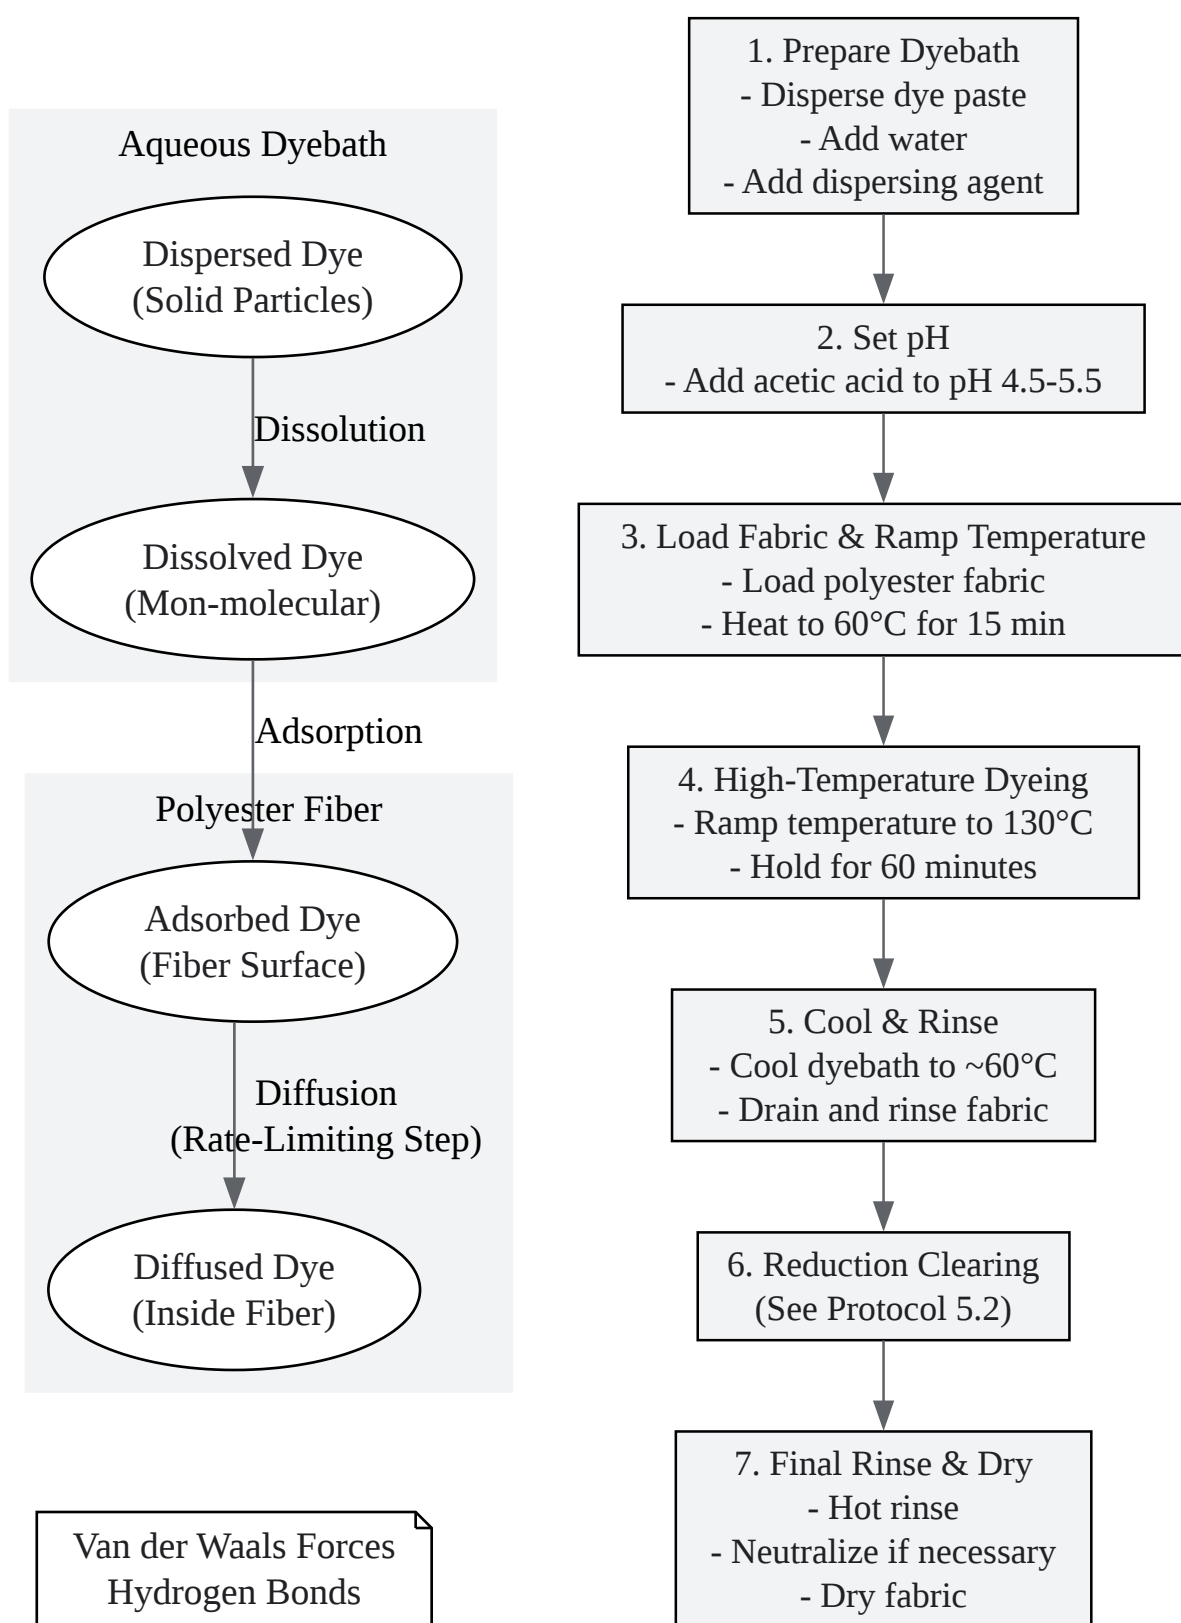 Aqueous Dyebath
Dispersed Dye
(Solid Particles)
Dissolution
Dissolved Dye
(Mon-molecular)
Adsorption
Polyester Fiber
Adsorbed Dye
(Fiber Surface)
Diffusion
(Rate-Limiting Step)
Diffused Dye
(Inside Fiber)
Van der Waals Forces
Hydrogen Bonds
1. Prepare Dyebath
- Disperse dye paste
- Add water
- Add dispersing agent
2. Set pH
- Add acetic acid to pH 4.5-5.5
3. Load Fabric & Ramp Temperature
- Load polyester fabric
- Heat to 60°C for 15 min
4. High-Temperature Dyeing
- Ramp temperature to 130°C
- Hold for 60 minutes
5. Cool & Rinse
- Cool dyebath to ~60°C
- Drain and rinse fabric
6. Reduction Clearing
(See Protocol 5.2)
7. Final Rinse & Dry
- Hot rinse
- Neutralize if necessary
- Dry fabric